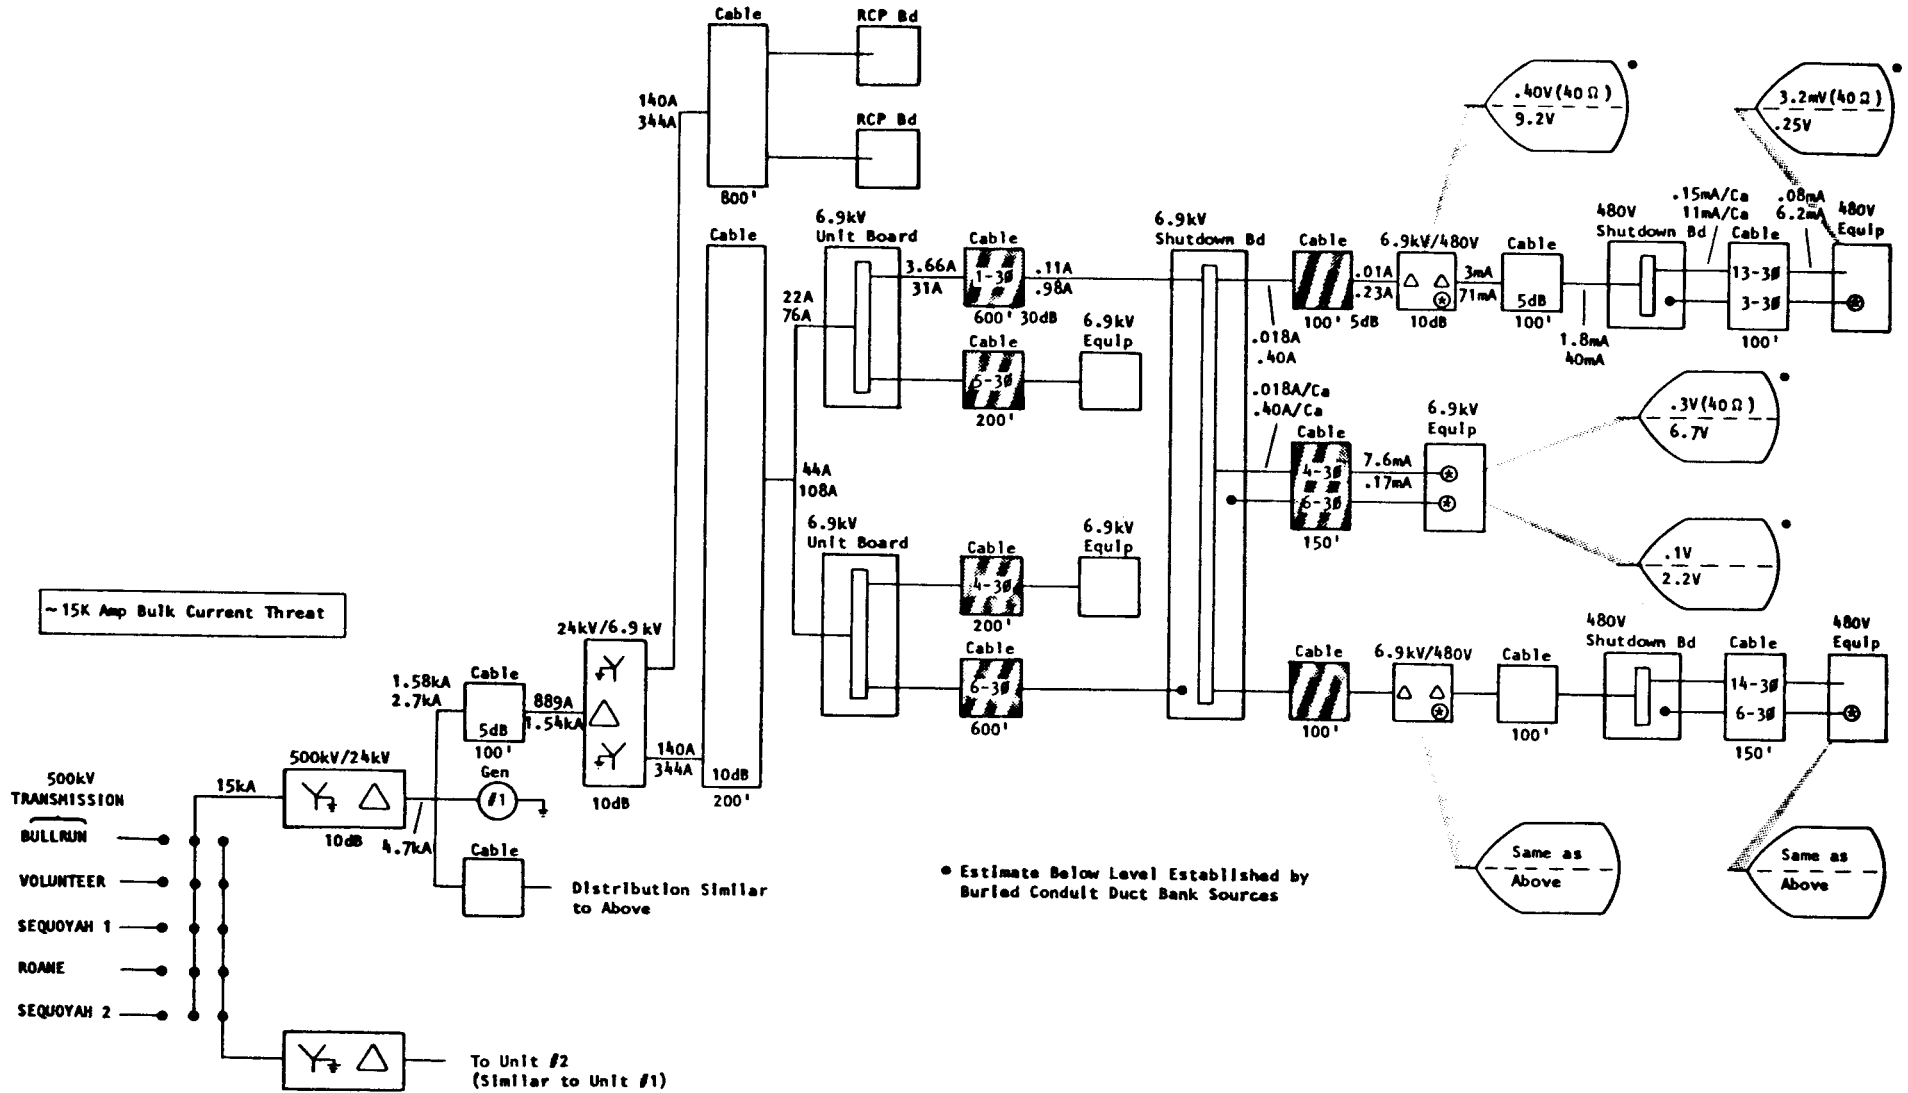 Cable
RCP Bd
140A
344A
RCP Bd
800'
.40V(40Ω)
9.2V
3.2mV(40Ω)
.25V
Cable
6.9kV
Unit Board
Cable
3.66A
31A
1-3Ø
.11A
.98A
600' 30dB
22A
76A
6.9kV
Equip
Cable
5-3Ø
200'
44A
108A
6.9kV
Unit Board
Cable
4-3Ø
200'
6.9kV
Equip
Cable
6-3Ø
600'
6.9kV
Shutdown Bd
Cable
100' 5dB
.018A
.40A
.01A
.23A
6.9kV/480V
10dB
3mA
71mA
Cable
5dB
100'
1.8mA
40mA
480V
Shutdown Bd
.15mA/Ca
11mA/Ca
Cable
13-3Ø
3-3Ø
100'
.08mA
6.2mA
480V
Equip
.018A/Ca
.40A/Ca
Cable
4-3Ø
6-3Ø
150'
7.6mA
.17mA
6.9kV
Equip
.3V(40Ω)
6.7V
.1V
2.2V
Cable
100'
6.9kV/480V
Cable
100'
480V
Shutdown Bd
Cable
14-3Ø
6-3Ø
150'
480V
Equip
Same as
Above
Same as
Above
~15K Amp Bulk Current Threat
24kV/6.9kV
10dB
1.58kA
2.7kA
Cable
5dB
100'
889A
1.54kA
140A
344A
10dB
200'
500kV/24kV
10dB
15kA
4.7kA
Gen
#1
Cable
Distribution Similar
to Above
500kV
TRANSMISSION
BULLRUN
VOLUNTEER
SEQUOYAH 1
ROANE
SEQUOYAH 2
To Unit #2
(Similar to Unit #1)
• Estimate Below Level Established by
Buried Conduit Duct Bank Sources